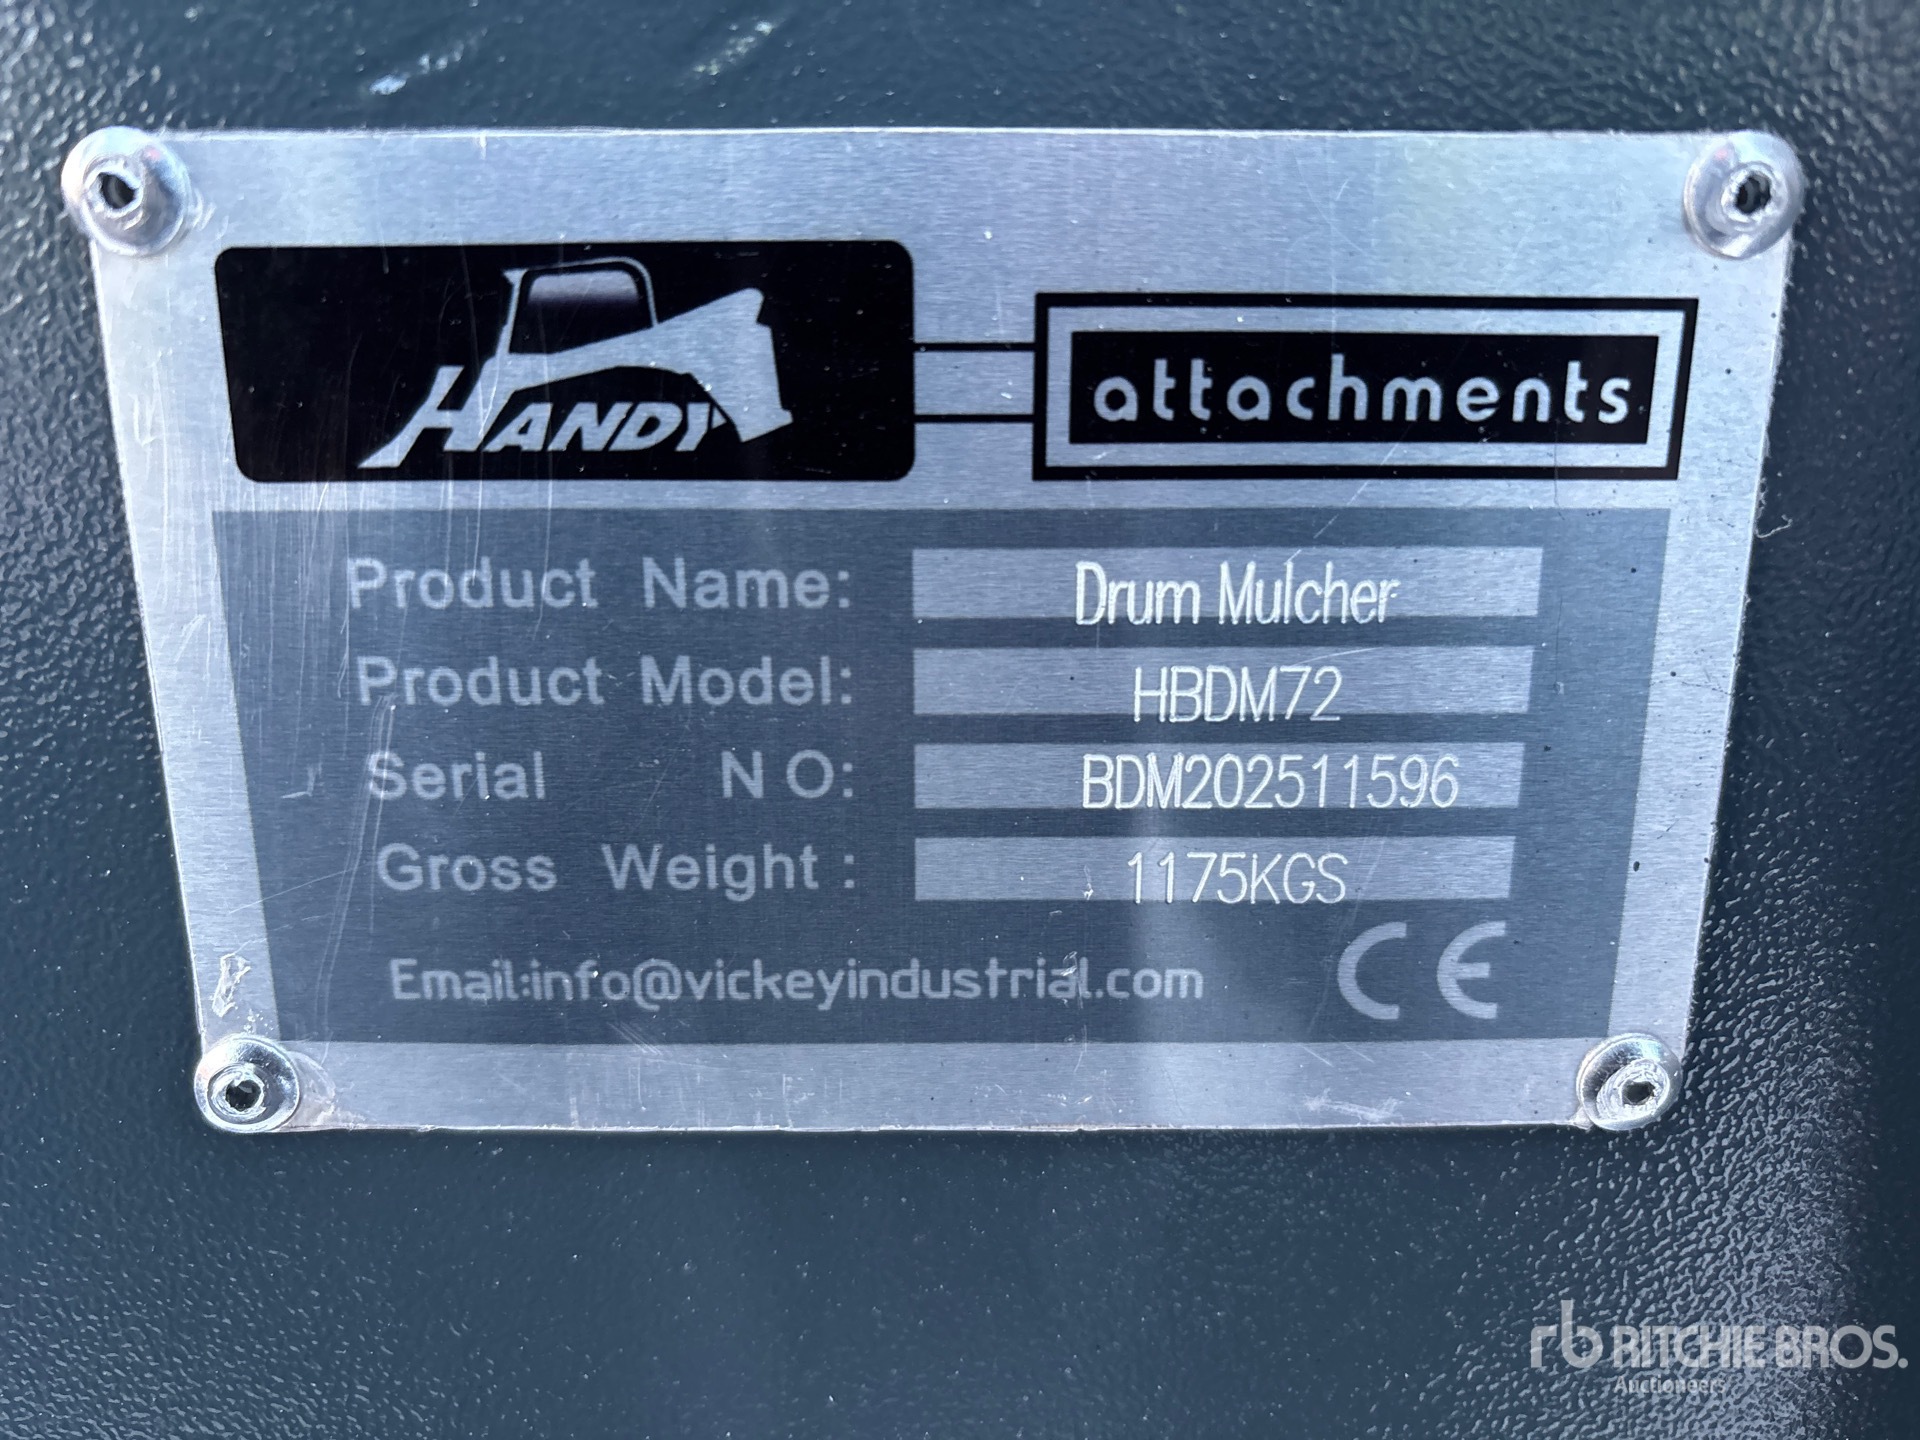 HANDY
attachments
Product Name: Drum Mulcher
Product Model: HBDM72
Serial NO: BDM202511596
Gross Weight : 1175KGS
Email:info@vickeyindustrial.com
CE
rb RITCHIE BROS.
Auctioneers